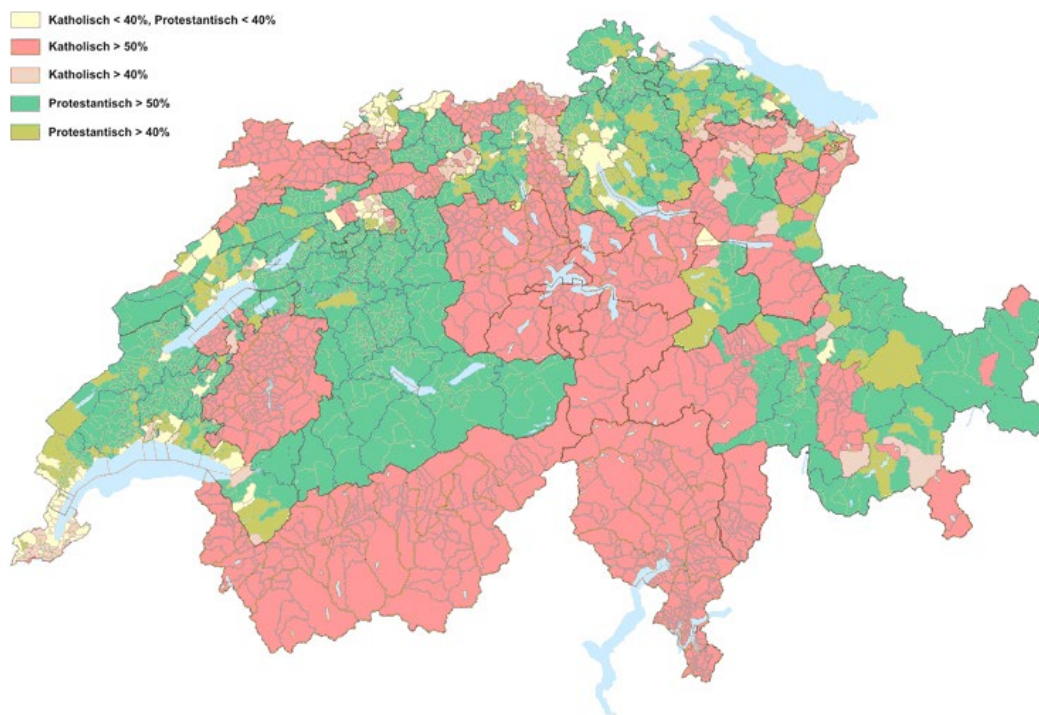 Katholisch < 40%, Protestantisch < 40%
Katholisch > 50%
Katholisch > 40%
Protestantisch > 50%
Protestantisch > 40%